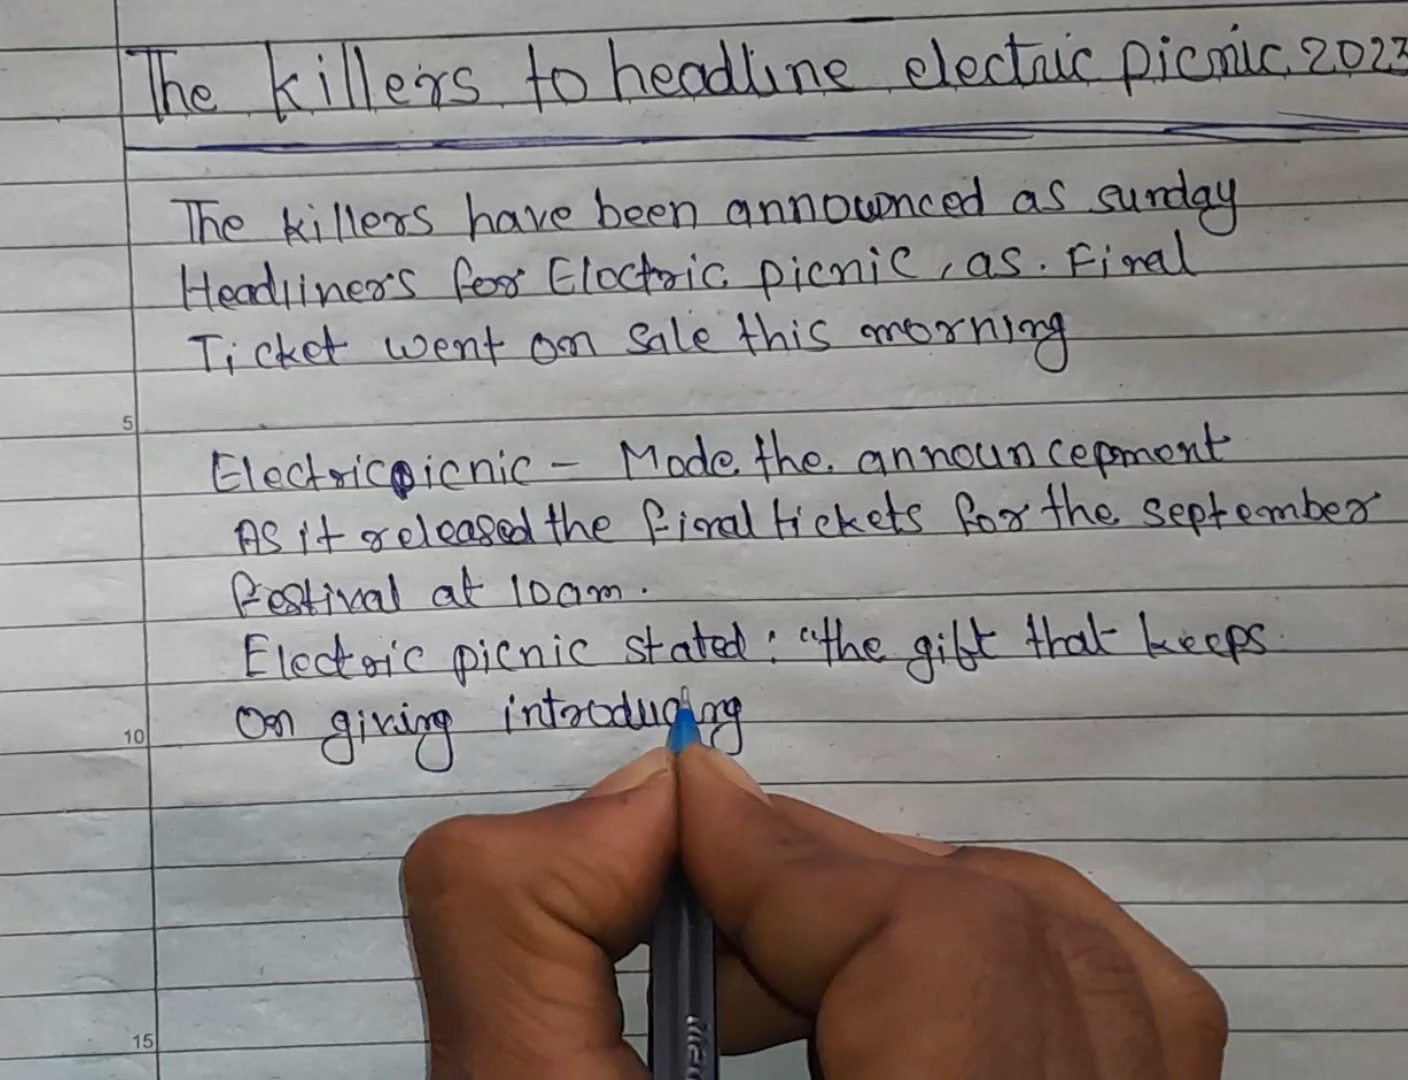 The killers to headline electric picnic 2023
The killers have been announced as sunday
Headliners for Eloctric picnic, as. Final
Ticket went on sale this morning
5
Electricpicnic – Made the. announcepment
As it released the final tickets for the september
festival at 10am.
Electric picnic stated: "the gift that keeps
10
on giving introducing
15